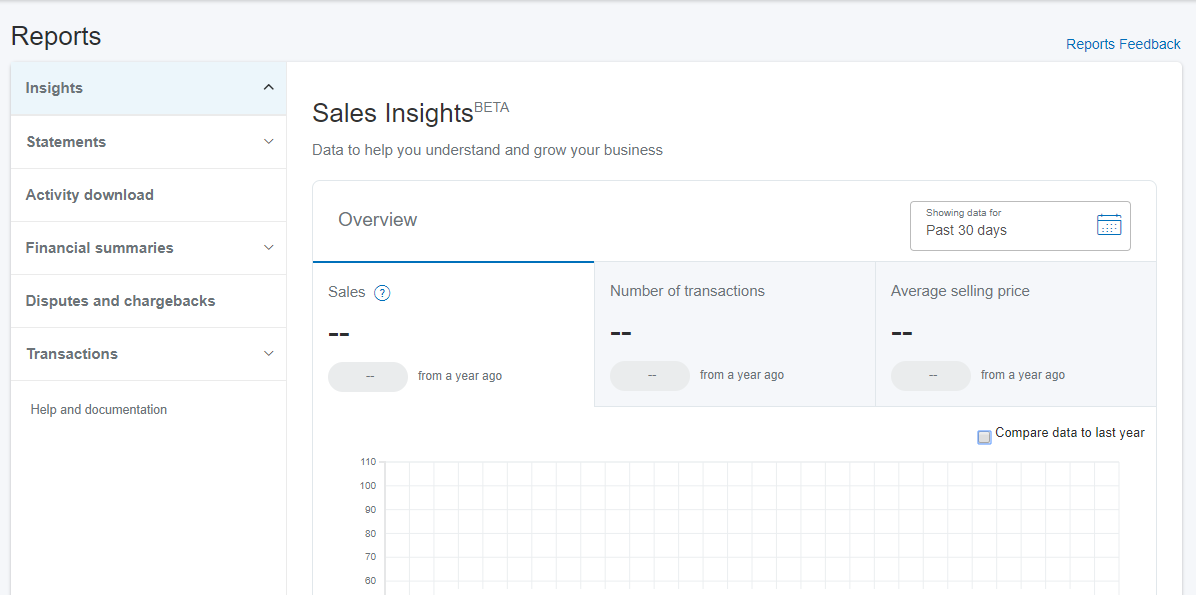 Reports
Reports Feedback
Insights
Statements
Activity download
Financial summaries
Disputes and chargebacks
Transactions
Help and documentation
Sales Insights BETA
Data to help you understand and grow your business
Overview
Showing data for
Past 30 days
Sales ?
--
-- from a year ago
Number of transactions
--
-- from a year ago
Average selling price
--
-- from a year ago
Compare data to last year
110
100
90
80
70
60